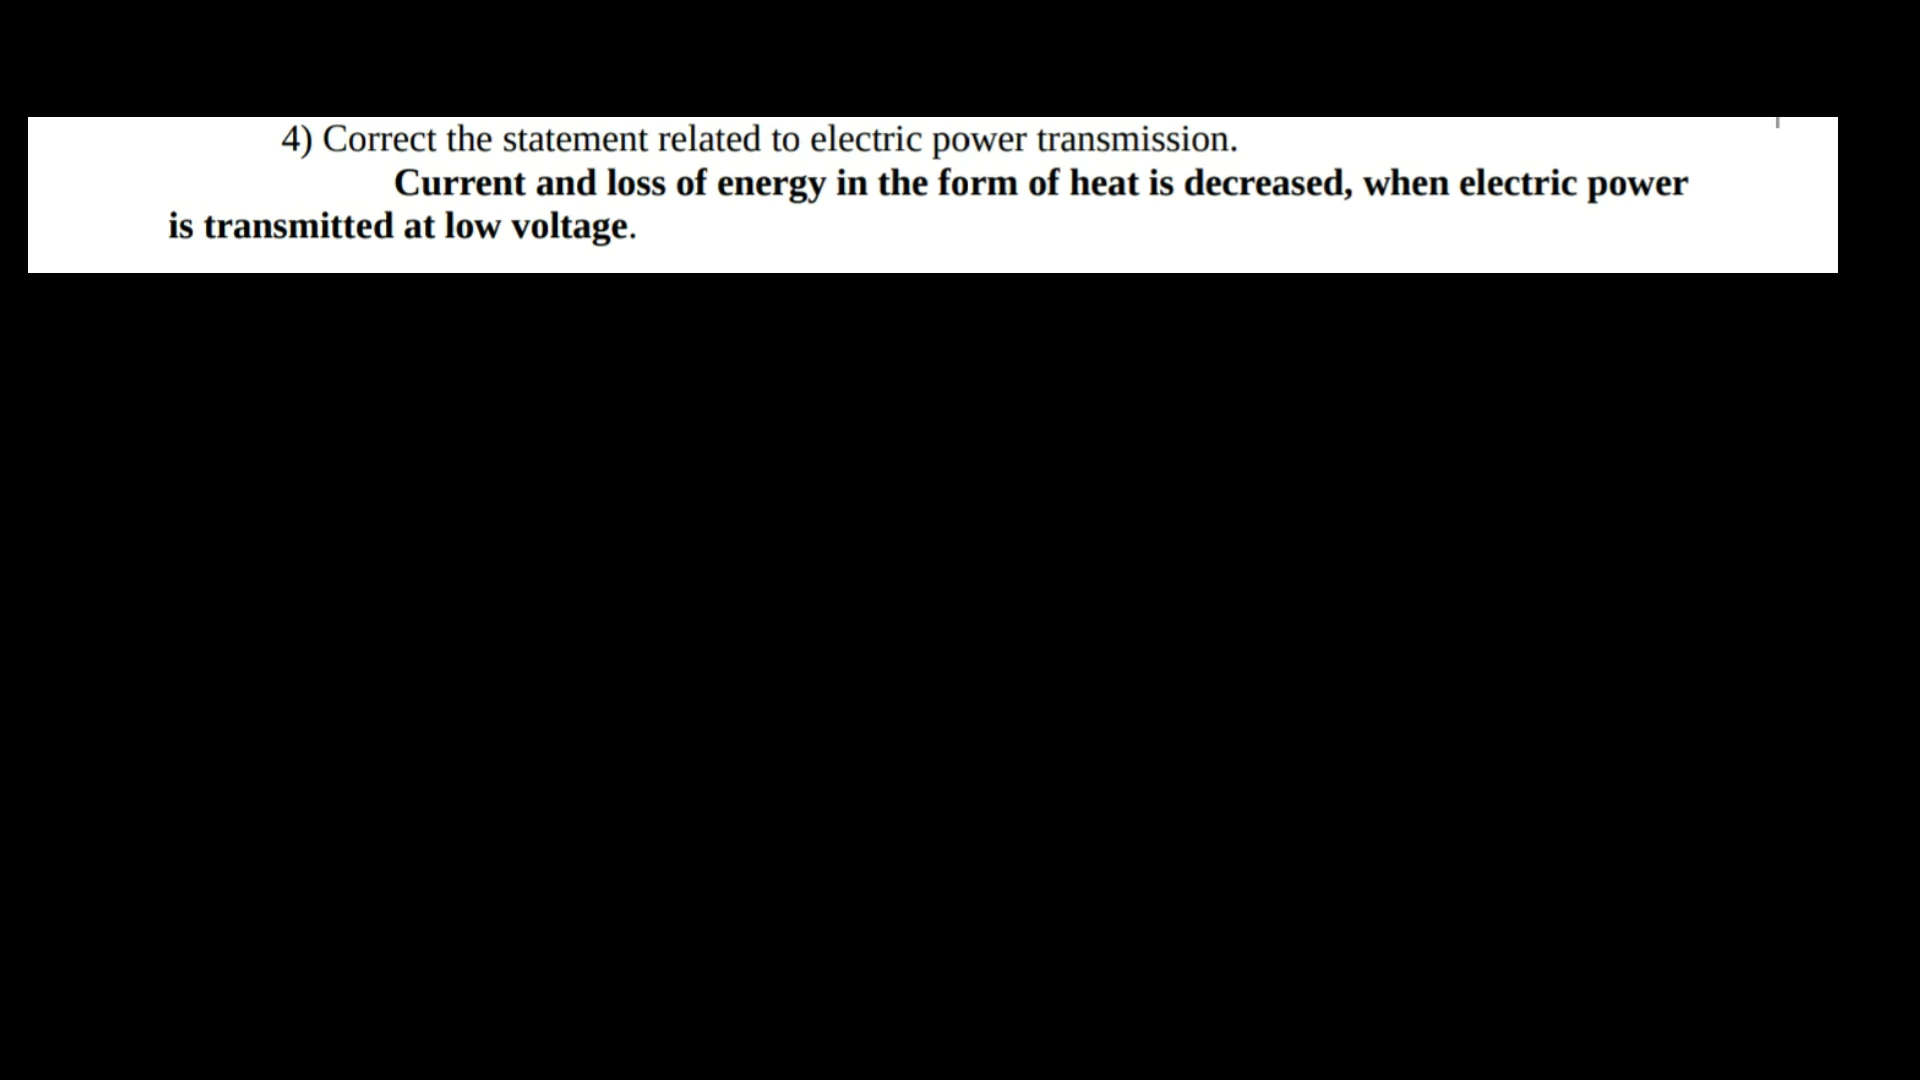 4) Correct the statement related to electric power transmission.
Current and loss of energy in the form of heat is decreased, when electric power
is transmitted at low voltage.